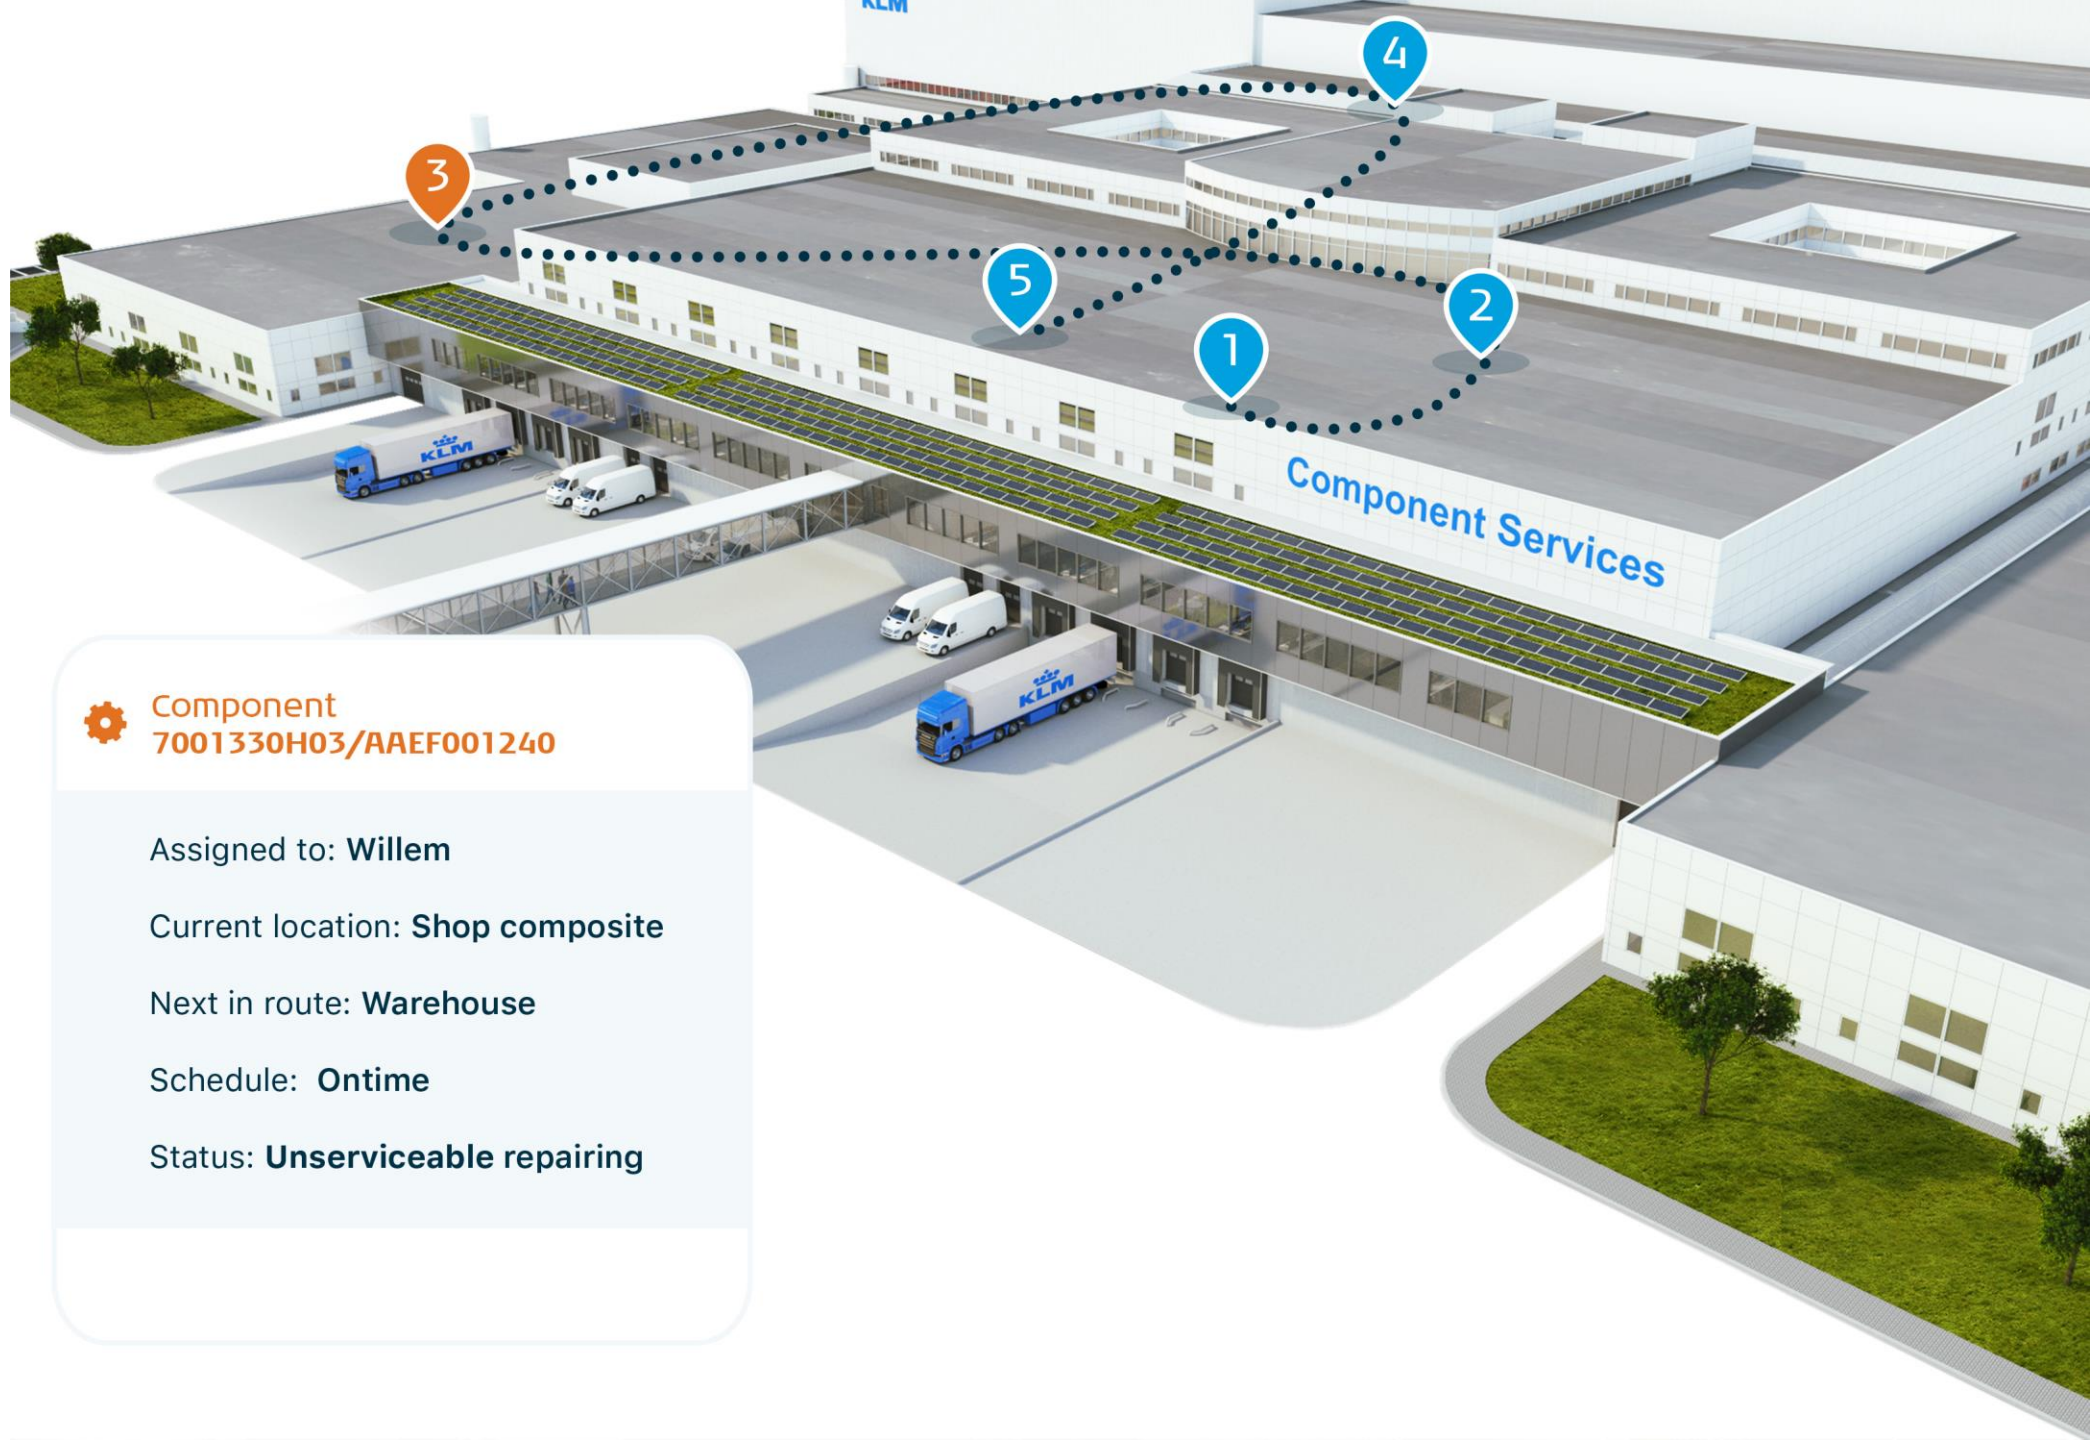 KLM
4
3
5
2
1
KLM
Component Services
KLM
Component
7001330H03/AAEF001240
Assigned to: Willem
Current location: Shop composite
Next in route: Warehouse
Schedule: Ontime
Status: Unserviceable repairing